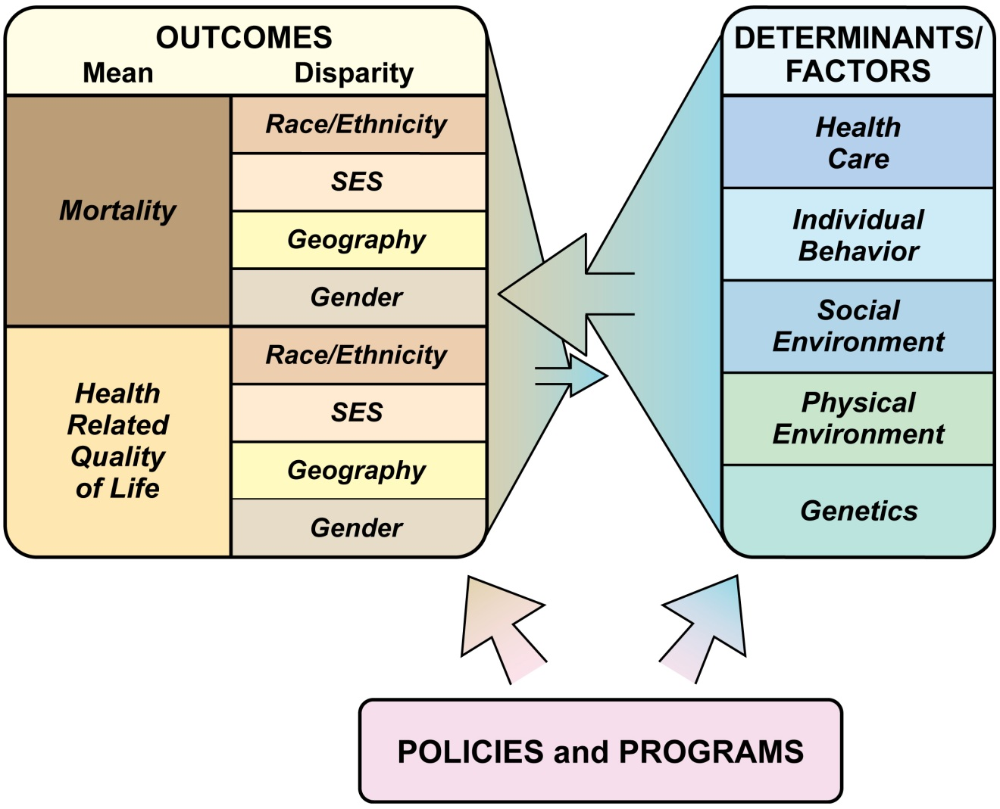 OUTCOMES
Mean Disparity
Mortality
Race/Ethnicity
SES
Geography
Gender
Health
Related
Quality
of Life
Race/Ethnicity
SES
Geography
Gender
DETERMINANTS/
FACTORS
Health
Care
Individual
Behavior
Social
Environment
Physical
Environment
Genetics
POLICIES and PROGRAMS